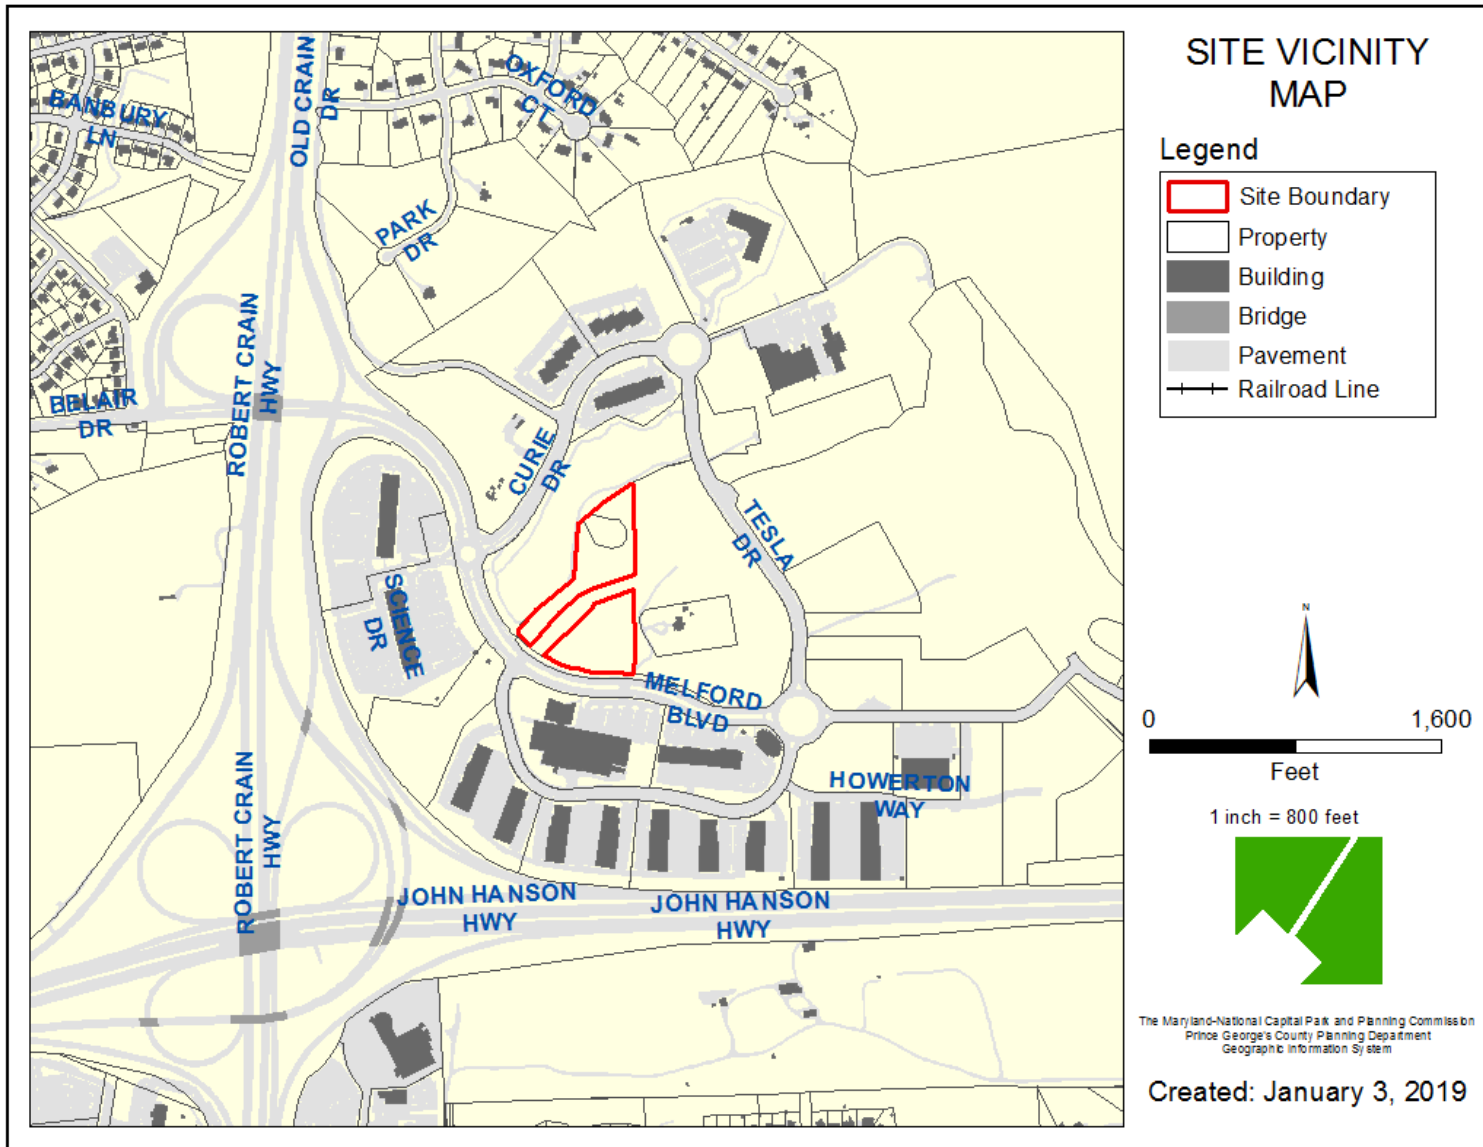 SITE VICINITY
MAP
Legend
Site Boundary
Property
Building
Bridge
Pavement
Railroad Line
BANBURY
LN
OLD CRAIN
DR
OXFORD
CT
PARK
DR
BELAIR
DR
ROBERT CRAIN
HWY
CURIE
DR
TESLA
DR
SCIENCE
DR
MELFORD
BLVD
HOWERTON
WAY
ROBERT CRAIN
HWY
JOHN HANSON
HWY
JOHN HANSON
HWY
N
0 1,600
Feet
1 inch = 800 feet
The Maryland-National Capital Park and Planning Commission
Prince George's County Planning Department
Geographic Information System
Created: January 3, 2019